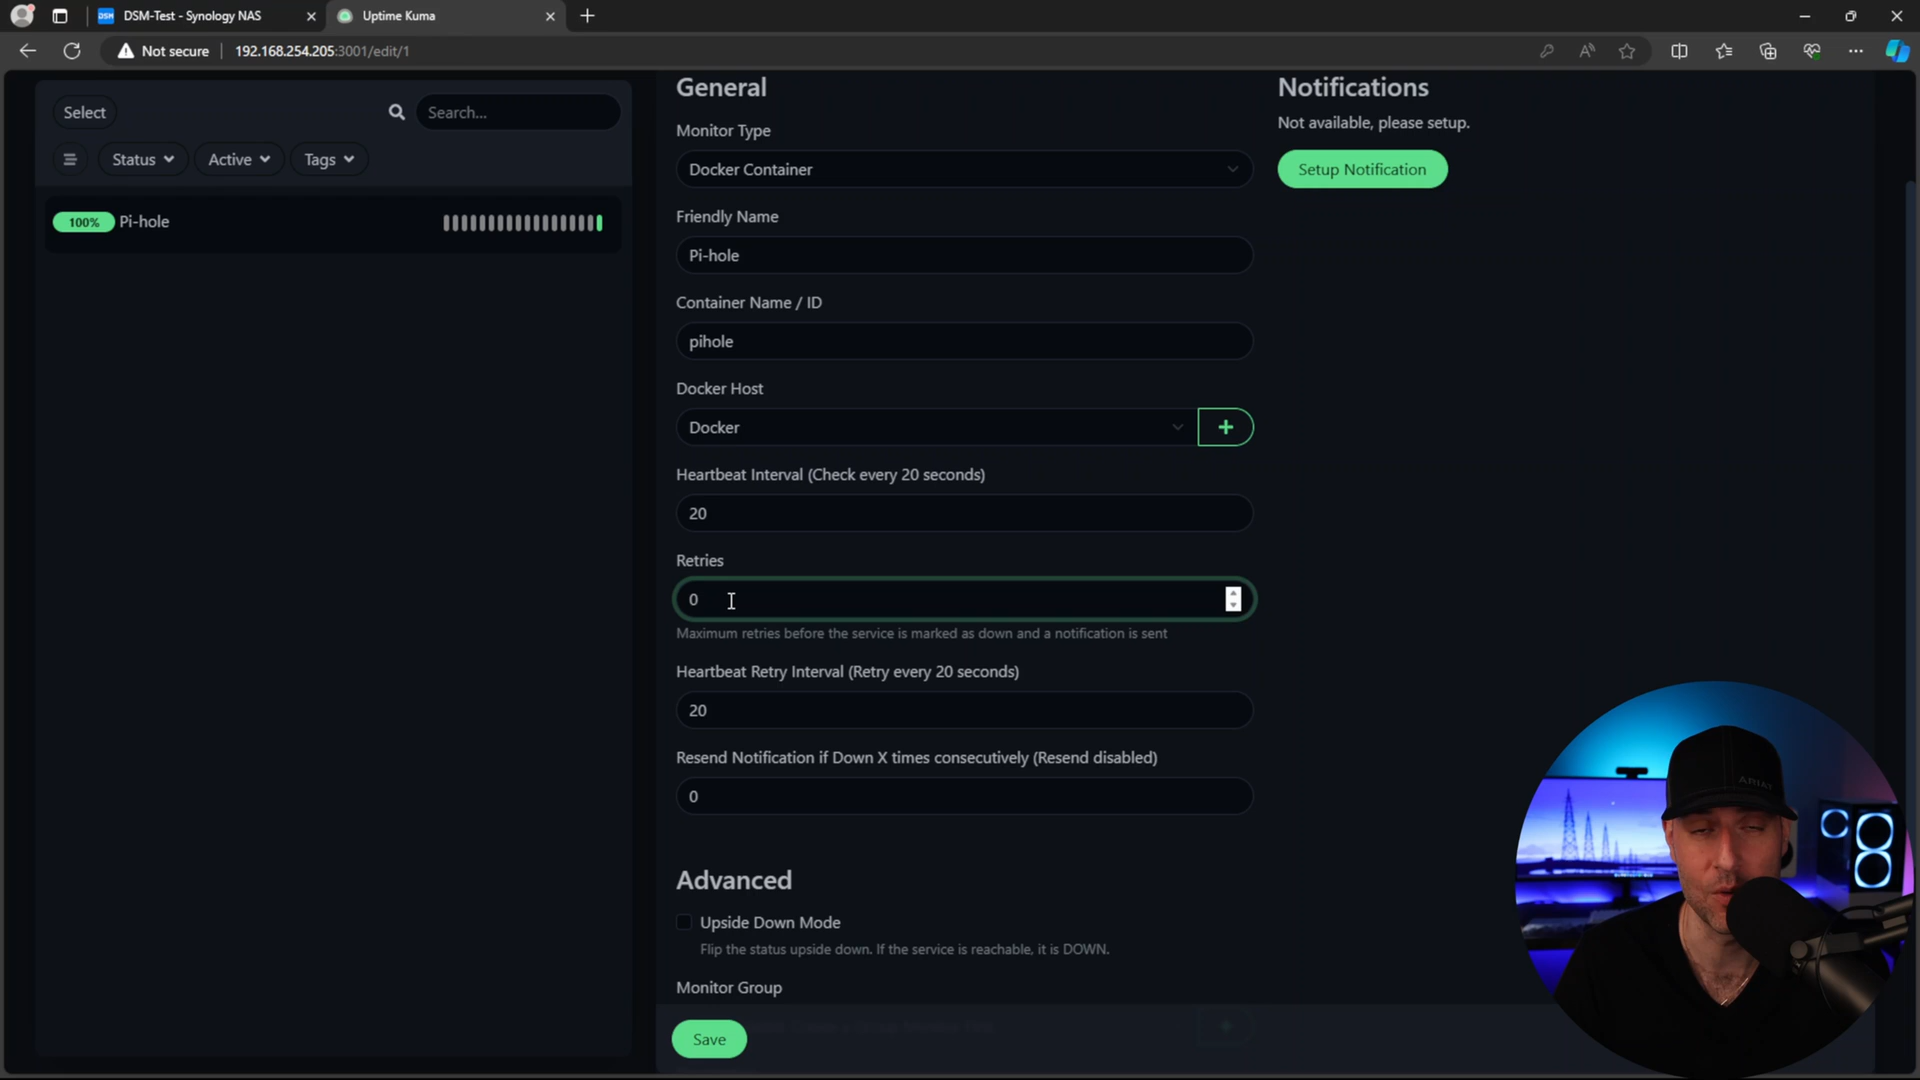 DSM-Test - Synology NAS
Uptime Kuma
Not secure
192.168.254.205:3001/edit/1
Select
Search...
Status
Active
Tags
100%
Pi-hole
General
Monitor Type
Docker Container
Friendly Name
Pi-hole
Container Name / ID
pihole
Docker Host
Docker
+
Heartbeat Interval (Check every 20 seconds)
20
Retries
0
Maximum retries before the service is marked as down and a notification is sent
Heartbeat Retry Interval (Retry every 20 seconds)
20
Resend Notification if Down X times consecutively (Resend disabled)
0
Advanced
Upside Down Mode
Flip the status upside down. If the service is reachable, it is DOWN.
Monitor Group
Save
Notifications
Not available, please setup.
Setup Notification
ARIAT